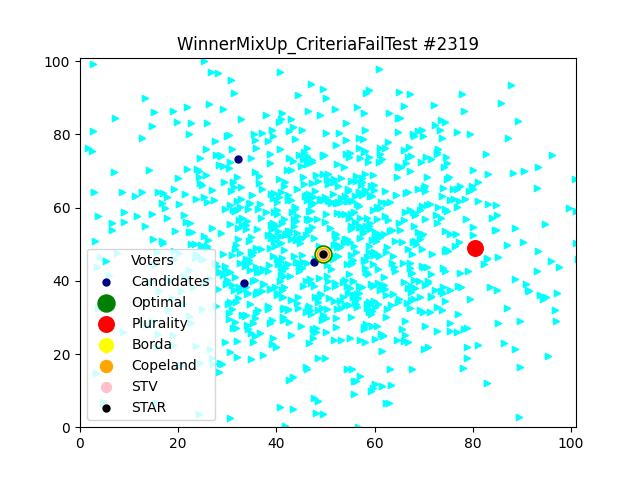 WinnerMixUp_CriteriaFailTest #2319
100
80
60
40
20
0
Voters
Candidates
Optimal
Plurality
Borda
Copeland
STV
STAR
0 20 40 60 80 100